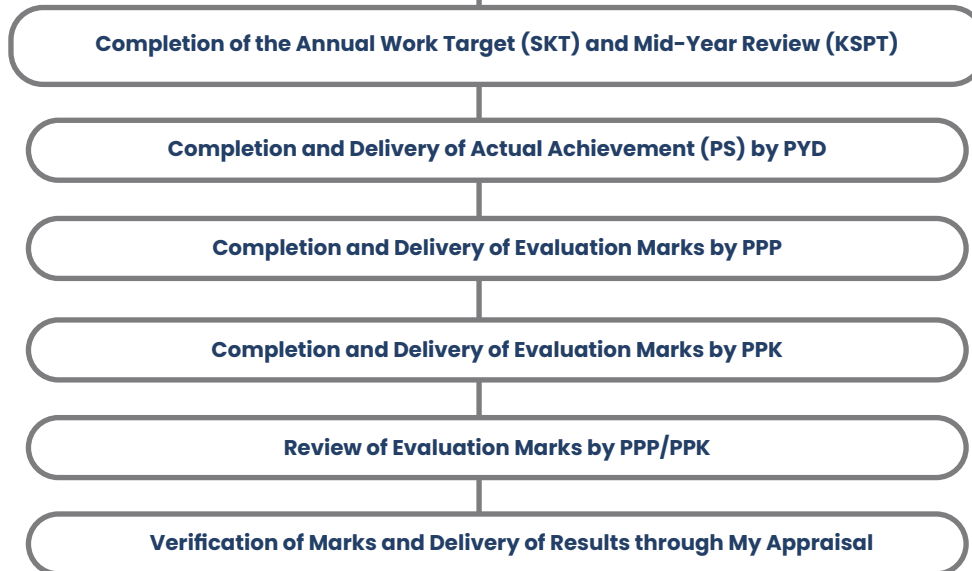 Completion of the Annual Work Target (SKT) and Mid-Year Review (KSPT)
Completion and Delivery of Actual Achievement (PS) by PYD
Completion and Delivery of Evaluation Marks by PPP
Completion and Delivery of Evaluation Marks by PPK
Review of Evaluation Marks by PPP/PPK
Verification of Marks and Delivery of Results through My Appraisal